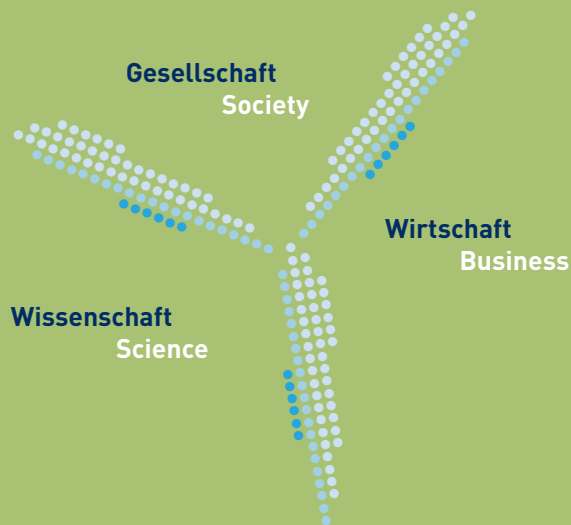 Gesellschaft
Society
Wirtschaft
Business
Wissenschaft
Science